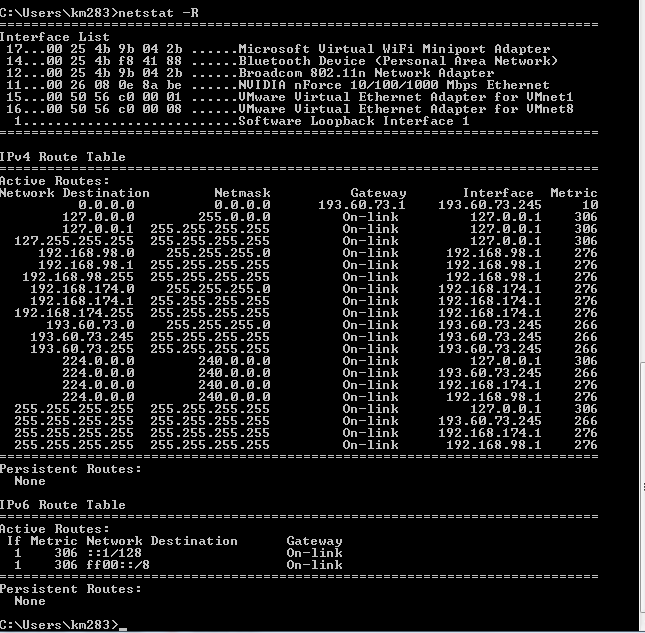 C:\Users\km283>netstat -R
===========================================================================
Interface List
 17...00 25 4b 9b 04 2b ......Microsoft Virtual WiFi Miniport Adapter
 14...00 25 4b f8 41 88 ......Bluetooth Device (Personal Area Network)
 12...00 25 4b 9b 04 2b ......Broadcom 802.11n Network Adapter
 11...00 26 08 0e 8a be ......NVIDIA nForce 10/100/1000 Mbps Ethernet
 15...00 50 56 c0 00 01 ......VMware Virtual Ethernet Adapter for VMnet1
 16...00 50 56 c0 00 08 ......VMware Virtual Ethernet Adapter for VMnet8
  1...........................Software Loopback Interface 1
===========================================================================
IPv4 Route Table
===========================================================================
Active Routes:
Network Destination        Netmask          Gateway       Interface  Metric
          0.0.0.0          0.0.0.0      193.60.73.1    193.60.73.245     10
        127.0.0.0        255.0.0.0         On-link         127.0.0.1    306
        127.0.0.1  255.255.255.255         On-link         127.0.0.1    306
  127.255.255.255  255.255.255.255         On-link         127.0.0.1    306
     192.168.98.0    255.255.255.0         On-link      192.168.98.1    276
     192.168.98.1  255.255.255.255         On-link      192.168.98.1    276
   192.168.98.255  255.255.255.255         On-link      192.168.98.1    276
    192.168.174.0    255.255.255.0         On-link     192.168.174.1    276
    192.168.174.1  255.255.255.255         On-link     192.168.174.1    276
  192.168.174.255  255.255.255.255         On-link     192.168.174.1    276
      193.60.73.0    255.255.255.0         On-link     193.60.73.245    266
    193.60.73.245  255.255.255.255         On-link     193.60.73.245    266
    193.60.73.255  255.255.255.255         On-link     193.60.73.245    266
        224.0.0.0        240.0.0.0         On-link         127.0.0.1    306
        224.0.0.0        240.0.0.0         On-link     193.60.73.245    266
        224.0.0.0        240.0.0.0         On-link     192.168.174.1    276
        224.0.0.0        240.0.0.0         On-link      192.168.98.1    276
  255.255.255.255  255.255.255.255         On-link         127.0.0.1    306
  255.255.255.255  255.255.255.255         On-link     193.60.73.245    266
  255.255.255.255  255.255.255.255         On-link     192.168.174.1    276
  255.255.255.255  255.255.255.255         On-link      192.168.98.1    276
===========================================================================
Persistent Routes:
  None
IPv6 Route Table
===========================================================================
Active Routes:
 If Metric Network Destination      Gateway
  1    306 ::1/128                  On-link
  1    306 ff00::/8                 On-link
===========================================================================
Persistent Routes:
  None
C:\Users\km283>_